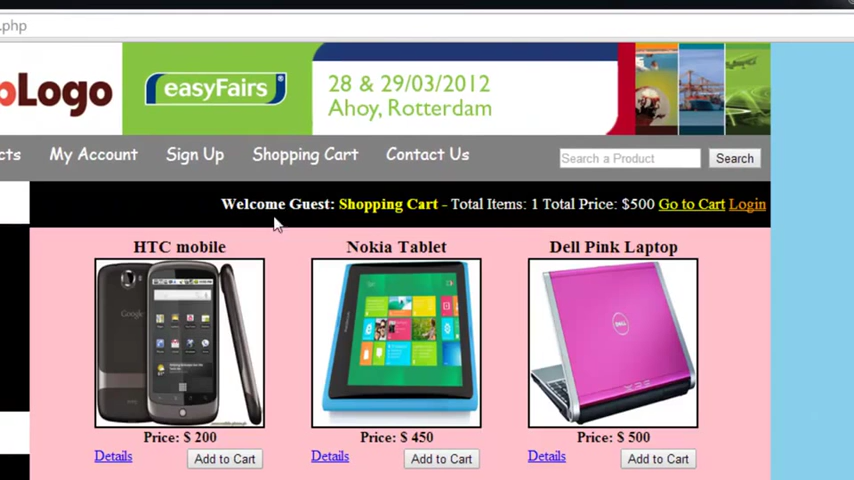 .php
pLogo
easyFairs®
28 & 29/03/2012
Ahoy, Rotterdam
cts My Account Sign Up Shopping Cart Contact Us Search a Product Search
Welcome Guest: Shopping Cart - Total Items: 1 Total Price: $500 Go to Cart Login
HTC mobile Nokia Tablet Dell Pink Laptop
Google
DELL
Price: $ 200 Price: $ 450 Price: $ 500
Details Add to Cart Details Add to Cart Details Add to Cart